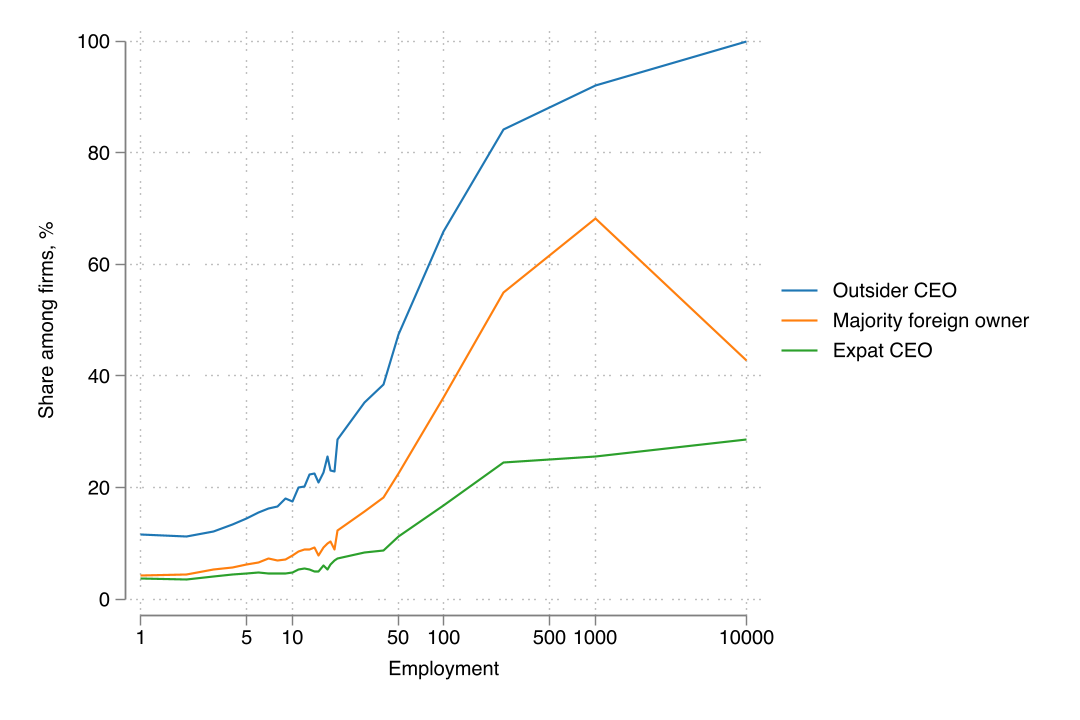 100
80
60
40
20
0
Share among firms, %
1 5 10 50 100 500 1000 10000
Employment
Outsider CEO
Majority foreign owner
Expat CEO